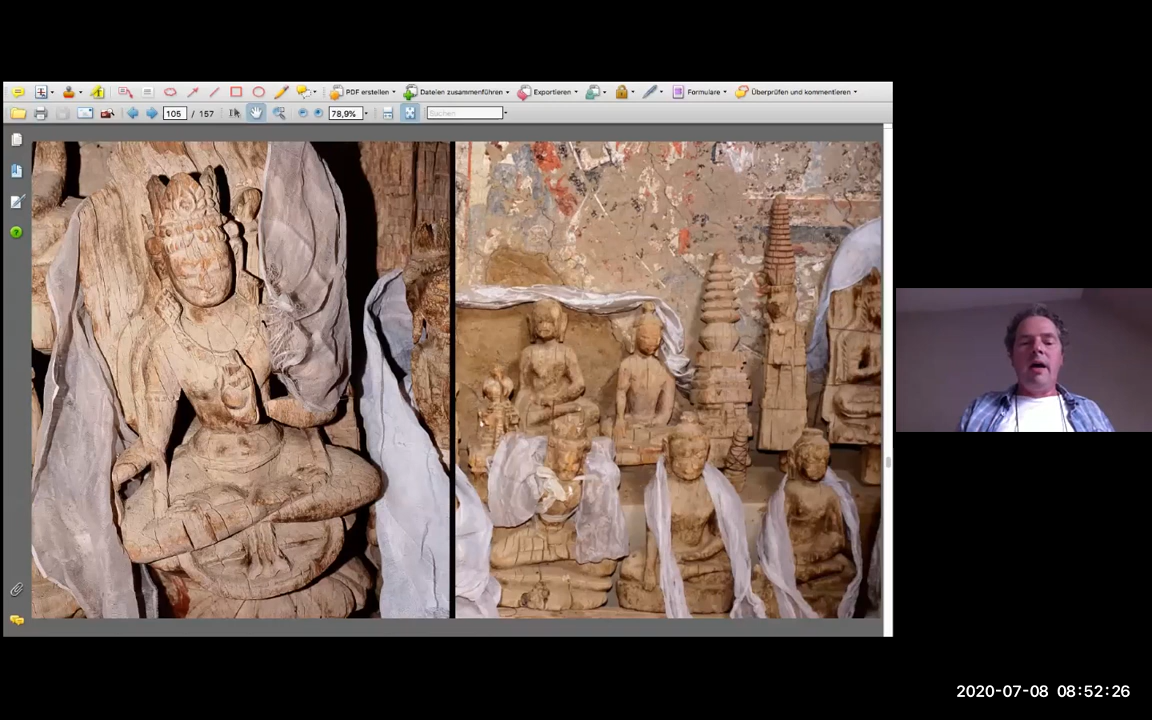 PDF erstellen Dateien zusammenführen Exportieren Formulare Überprüfen und kommentieren
105 / 157 78,9% Suchen
2020-07-08 08:52:26